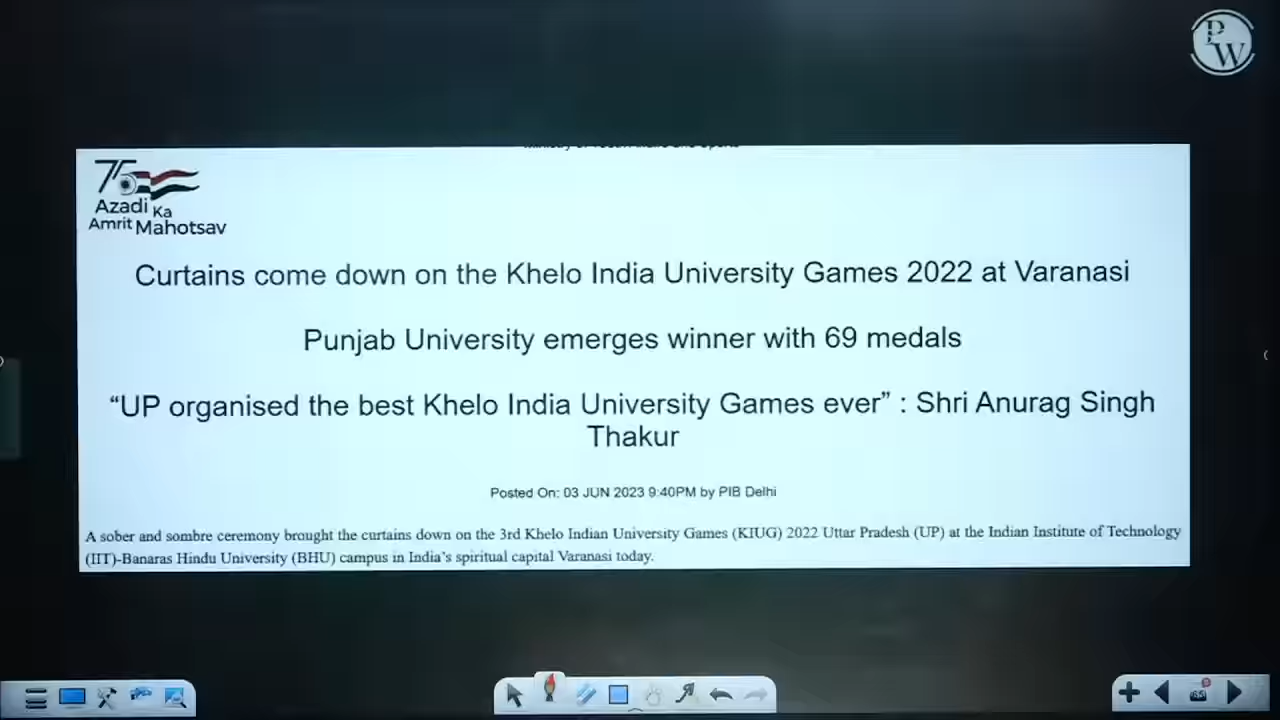 PW
75
Azadi Ka
Amrit Mahotsav
Curtains come down on the Khelo India University Games 2022 at Varanasi
Punjab University emerges winner with 69 medals
“UP organised the best Khelo India University Games ever” : Shri Anurag Singh
Thakur
Posted On: 03 JUN 2023 9:40PM by PIB Delhi
A sober and sombre ceremony brought the curtains down on the 3rd Khelo Indian University Games (KIUG) 2022 Uttar Pradesh (UP) at the Indian Institute of Technology
(IIT)-Banaras Hindu University (BHU) campus in India’s spiritual capital Varanasi today.